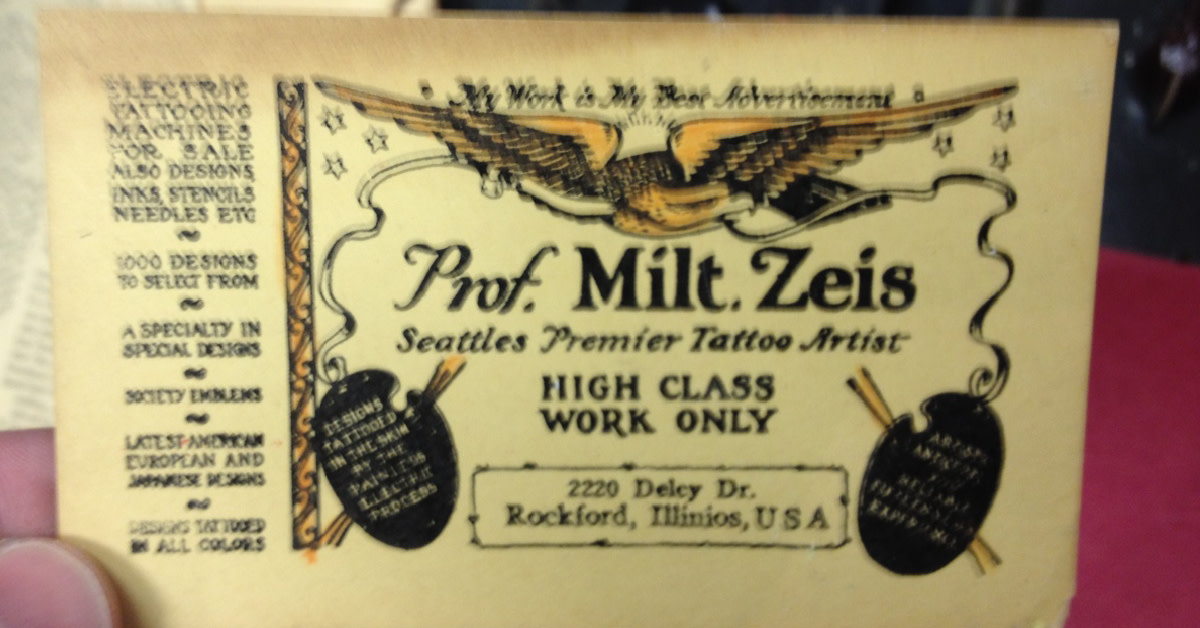 ELECTRIC
TATTOOING
MACHINES
FOR SALE
ALSO DESIGNS,
INKS, STENCILS
NEEDLES ETC
1000 DESIGNS
TO SELECT FROM
A SPECIALTY IN
SPECIAL DESIGNS
SOCIETY EMBLEMS
LATEST AMERICAN
EUROPEAN AND
JAPANESE DESIGNS
DESIGNS TATTOOED
IN ALL COLORS
My Work is My Best Advertisement
Prof. Milt. Zeis
Seattles Premier Tattoo Artist
HIGH CLASS
WORK ONLY
DESIGNS
TATTOOED
IN THE SKIN
BY THE
PAINLESS
ELECTRIC
PROCESS
2220 Delcy Dr.
Rockford, Illinios, USA